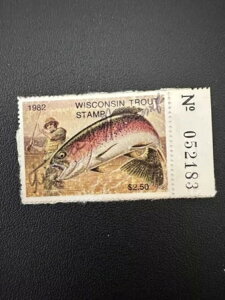 1982
WISCONSIN TROUT
STAMP
$2.50
№ 052183